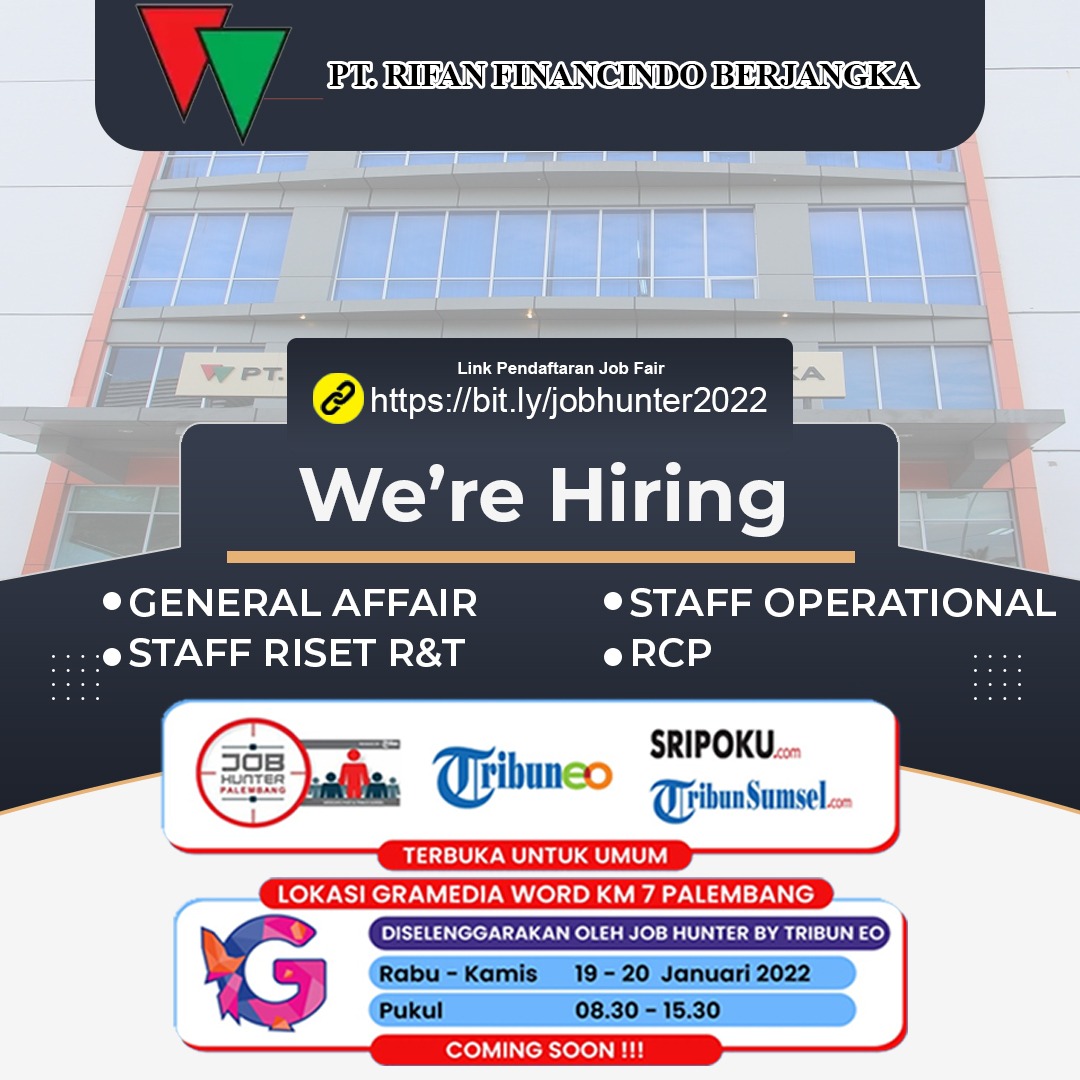 PT. RIFAN FINANCINDO BERJANGKA
PT.
KA
Link Pendaftaran Job Fair
https://bit.ly/jobhunter2022
We're Hiring
GENERAL AFFAIR
STAFF OPERATIONAL
STAFF RISET R&T
RCP
JOB
HUNTER
PALEMBANG
Tribuneo
SRIPOKU.com
TribunSumsel.com
TERBUKA UNTUK UMUM
LOKASI GRAMEDIA WORD KM 7 PALEMBANG
G
DISELENGGARAKAN OLEH JOB HUNTER BY TRIBUN EO
Rabu - Kamis 19 - 20 Januari 2022
Pukul 08.30 - 15.30
COMING SOON !!!